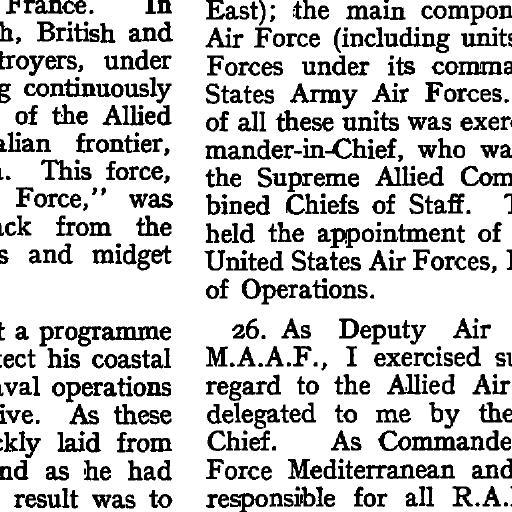 France. In
h, British and
troyers, under
g continuously
of the Allied
alian frontier,
This force,
Force," was
ack from the
s and midget
t a programme
tect his coastal
aval operations
ive. As these
ckly laid from
nd as he had
result was to
East); the main compon
Air Force (including units
Forces under its comma
States Army Air Forces.
of all these units was exer
mander-in-Chief, who wa
the Supreme Allied Com
bined Chiefs of Staff.
held the appointment of
United States Air Forces,
of Operations.
26. As Deputy Air
M.A.A.F., I exercised su
regard to the Allied Air
delegated to me by the
Chief. As Commande
Force Mediterranean and
responsible for all R.A.